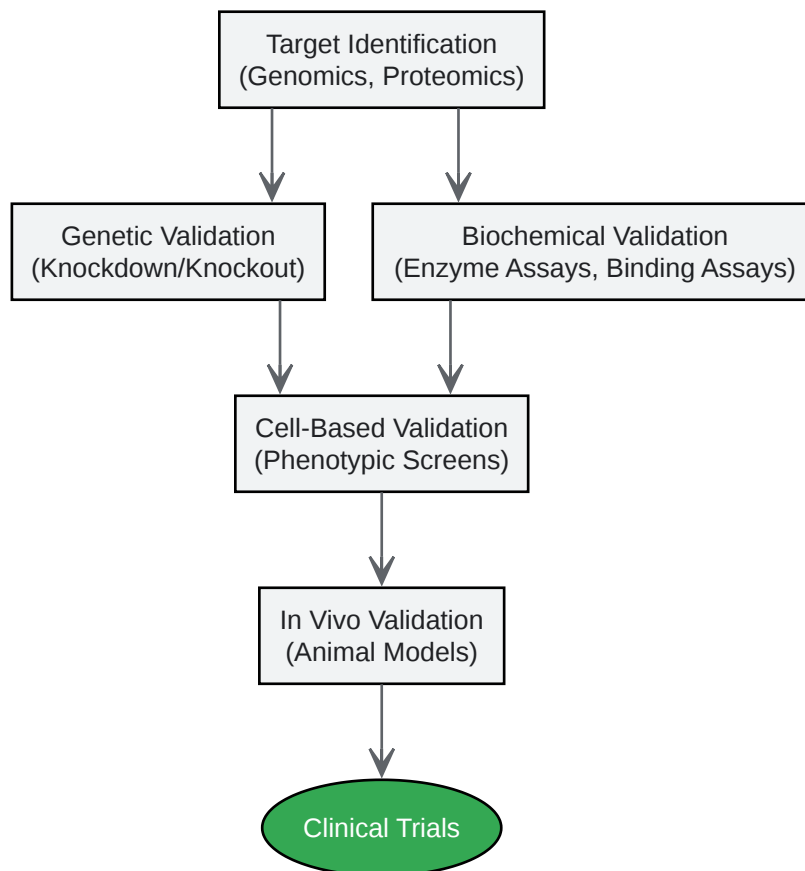 Target Identification
(Genomics, Proteomics)
Genetic Validation
(Knockdown/Knockout)
Biochemical Validation
(Enzyme Assays, Binding Assays)
Cell-Based Validation
(Phenotypic Screens)
In Vivo Validation
(Animal Models)
Clinical Trials